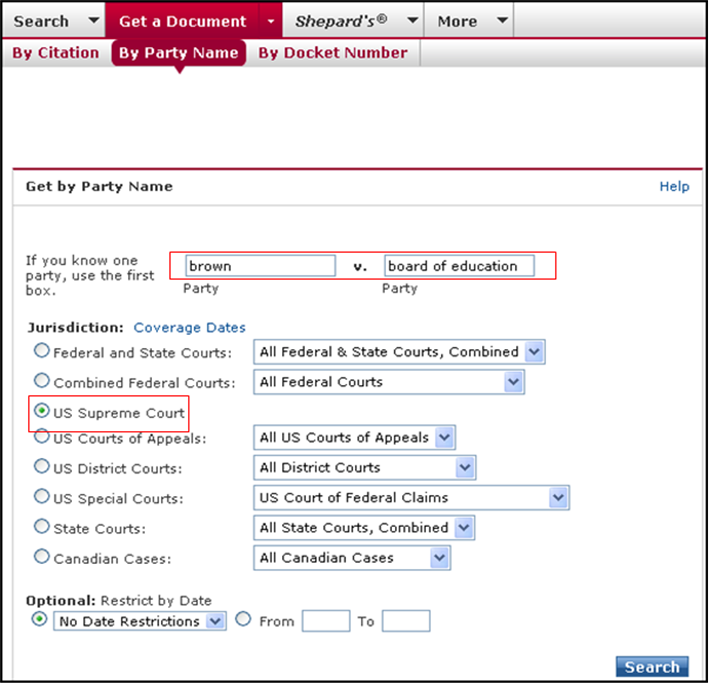 Search Get a Document Shepard's® More
By Citation By Party Name By Docket Number
Get by Party Name Help
If you know one
party, use the first
box.
brown v. board of education
Party Party
Jurisdiction: Coverage Dates
Federal and State Courts: All Federal & State Courts, Combined
Combined Federal Courts: All Federal Courts
US Supreme Court
US Courts of Appeals: All US Courts of Appeals
US District Courts: All District Courts
US Special Courts: US Court of Federal Claims
State Courts: All State Courts, Combined
Canadian Cases: All Canadian Cases
Optional: Restrict by Date
No Date Restrictions From To
Search